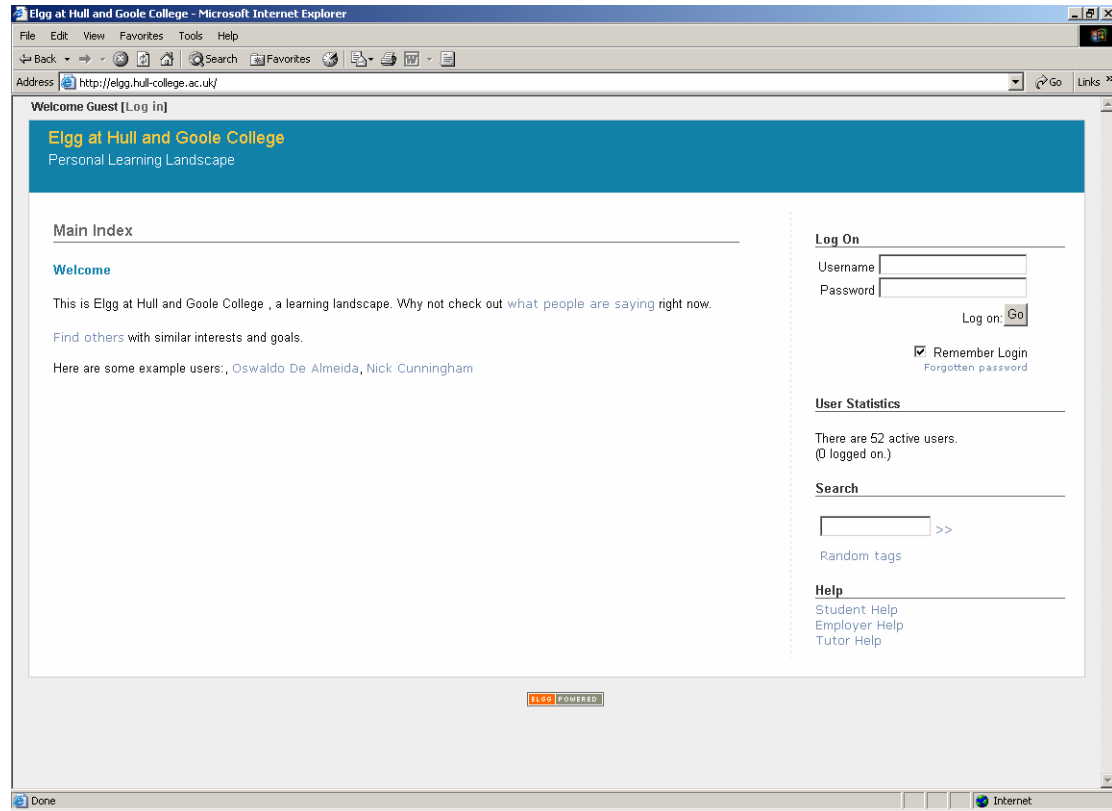 Elgg at Hull and Goole College - Microsoft Internet Explorer
File Edit View Favorites Tools Help
Back Search Favorites
Address http://elgg.hull-college.ac.uk/ Go Links »
Welcome Guest [Log in]
Elgg at Hull and Goole College
Personal Learning Landscape
Main Index
Welcome
This is Elgg at Hull and Goole College , a learning landscape. Why not check out what people are saying right now.
Find others with similar interests and goals.
Here are some example users:, Oswaldo De Almeida, Nick Cunningham
Log On
Username
Password
Log on: Go
Remember Login
Forgotten password
User Statistics
There are 52 active users.
(0 logged on.)
Search
>>
Random tags
Help
Student Help
Employer Help
Tutor Help
ELGG POWERED
Done Internet